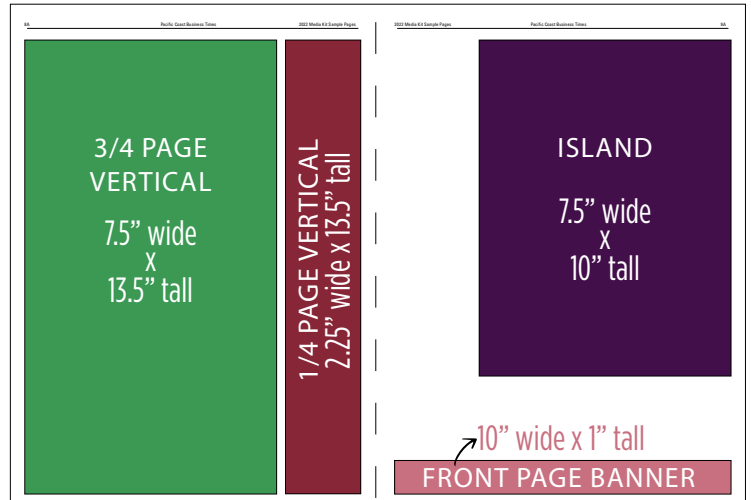 8A Pacific Coast Business Times 2022 Media Kit Sample Pages
3/4 PAGE
VERTICAL
7.5” wide
x
13.5” tall
1/4 PAGE VERTICAL
2.25” wide x 13.5” tall
2022 Media Kit Sample Pages Pacific Coast Business Times 9A
ISLAND
7.5” wide
x
10” tall
10” wide x 1” tall
FRONT PAGE BANNER